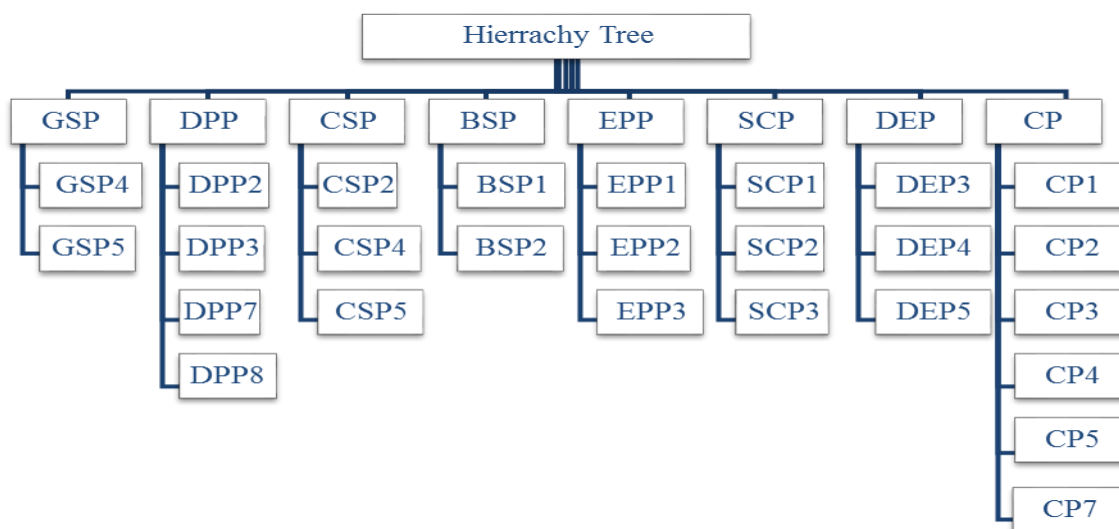 Hierrachy Tree
GSP
DPP
CSP
BSP
EPP
SCP
DEP
CP
GSP4
DPP2
CSP2
BSP1
EPP1
SCP1
DEP3
CP1
GSP5
DPP3
CSP4
BSP2
EPP2
SCP2
DEP4
CP2
DPP7
CSP5
EPP3
SCP3
DEP5
CP3
DPP8
CP4
CP5
CP7